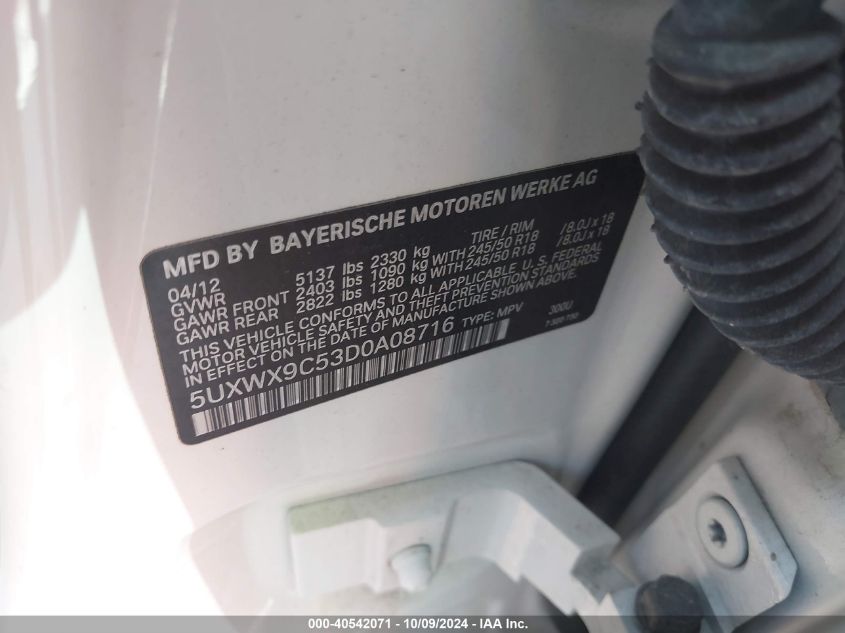 MFD BY BAYERISCHE MOTOREN WERKE AG
04/12 5137 lbs 2330 kg TIRE / RIM
GVWR
GAWR FRONT 2403 lbs 1090 kg WITH 245/50 R18 / 8.0J x 18
GAWR REAR 2822 lbs 1280 kg WITH 245/50 R18 / 8.0J x 18
THIS VEHICLE CONFORMS TO ALL APPLICABLE U.S. FEDERAL
MOTOR VEHICLE SAFETY AND THEFT PREVENTION STANDARDS
IN EFFECT ON THE DATE OF MANUFACTURE SHOWN ABOVE.
5UXWX9C53D0A08716 TYPE: MPV 300U
000-40542071 - 10/09/2024 - IAA Inc.